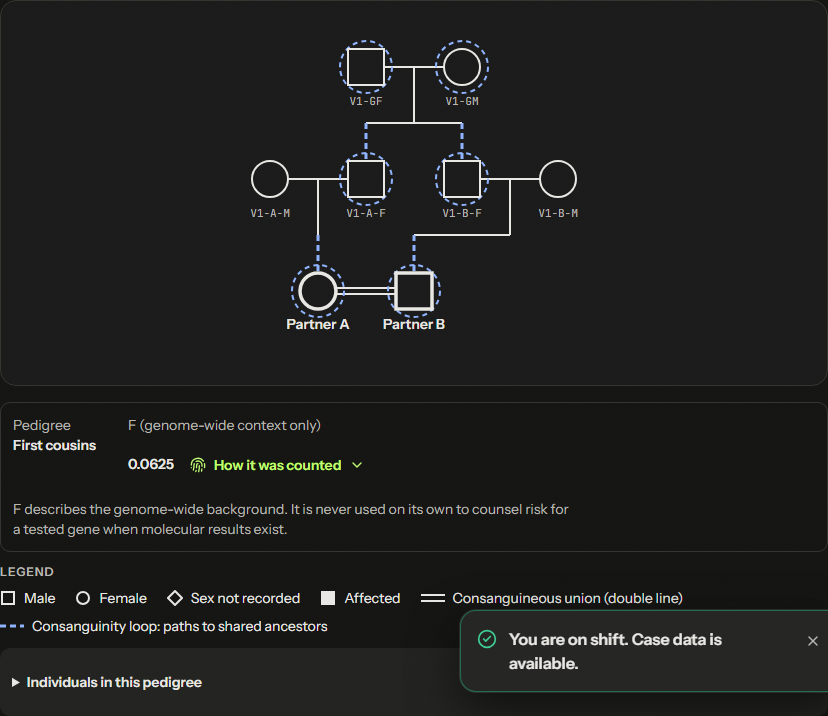 V1-GF
V1-GM
V1-A-M
V1-A-F
V1-B-F
V1-B-M
Partner A
Partner B
Pedigree
First cousins
F (genome-wide context only)
0.0625
How it was counted
F describes the genome-wide background. It is never used on its own to counsel risk for
a tested gene when molecular results exist.
LEGEND
Male
Female
Sex not recorded
Affected
Consanguineous union (double line)
Consanguinity loop: paths to shared ancestors
You are on shift. Case data is
available.
Individuals in this pedigree